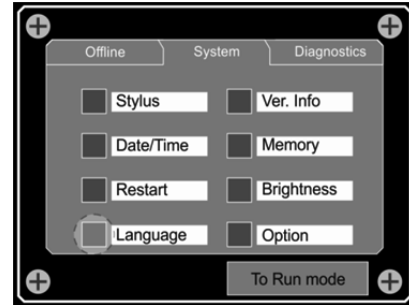 Offline System Diagnostics
Stylus Ver. Info
Date/Time Memory
Restart Brightness
Language Option
To Run mode